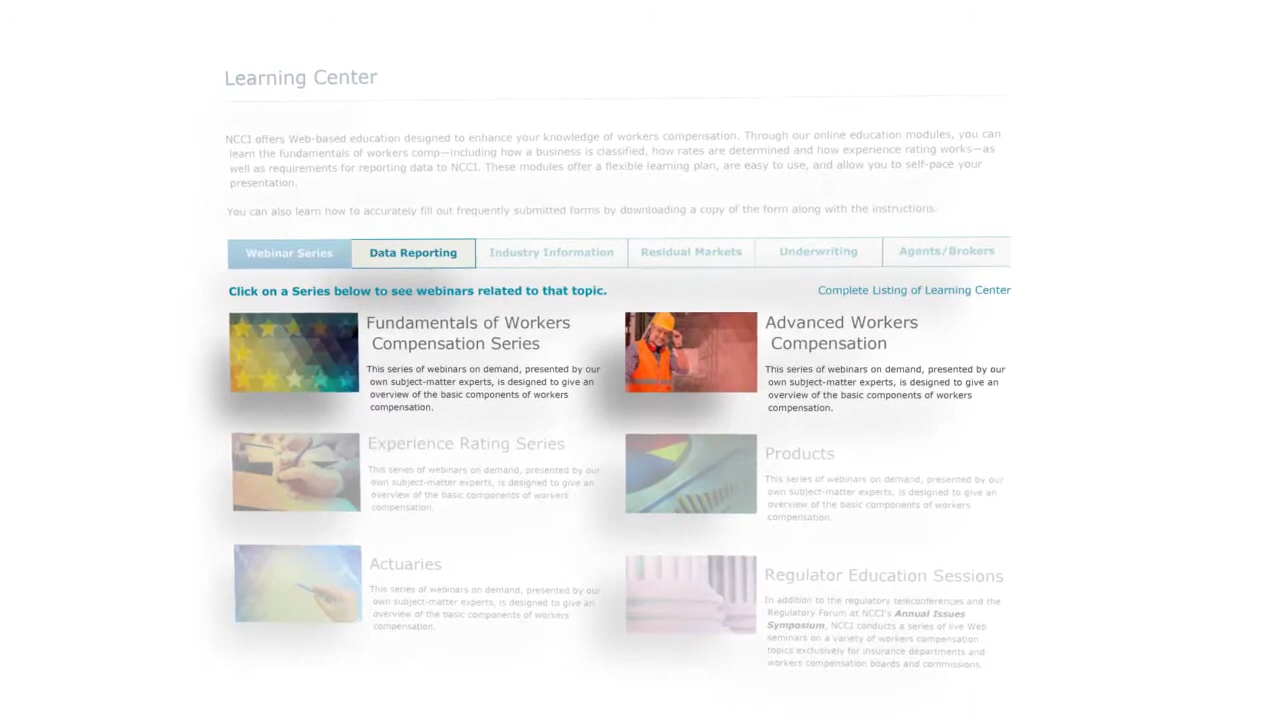 Learning Center
NCCI offers Web-based education designed to enhance your knowledge of workers compensation. Through our online education modules, you can
learn the fundamentals of workers comp—including how a business is classified, how rates are determined and how experience rating works—as
well as requirements for reporting data to NCCI. These modules offer a flexible learning plan, are easy to use, and allow you to self-pace your
presentation.
You can also learn how to accurately fill out frequently submitted forms by downloading a copy of the form along with the instructions.
Webinar Series Data Reporting Industry Information Residual Markets Underwriting Agents/Brokers
Click on a Series below to see webinars related to that topic. Complete Listing of Learning Center
Fundamentals of Workers
Compensation Series
This series of webinars on demand, presented by our
own subject-matter experts, is designed to give an
overview of the basic components of workers
compensation.
Advanced Workers
Compensation
This series of webinars on demand, presented by our
own subject-matter experts, is designed to give an
overview of the basic components of workers
compensation.
Experience Rating Series
This series of webinars on demand, presented by our
own subject-matter experts, is designed to give an
overview of the basic components of workers
compensation.
Products
This series of webinars on demand, presented by our
own subject-matter experts, is designed to give an
overview of the basic components of workers
compensation.
Actuaries
This series of webinars on demand, presented by our
own subject-matter experts, is designed to give an
overview of the basic components of workers
compensation.
Regulator Education Sessions
In addition to the regulatory teleconferences and the
Regulatory Forum at NCCI's Annual Issues
Symposium, NCCI conducts a series of live Web
seminars on a variety of workers compensation
topics exclusively for insurance departments and
workers compensation boards and commissions.